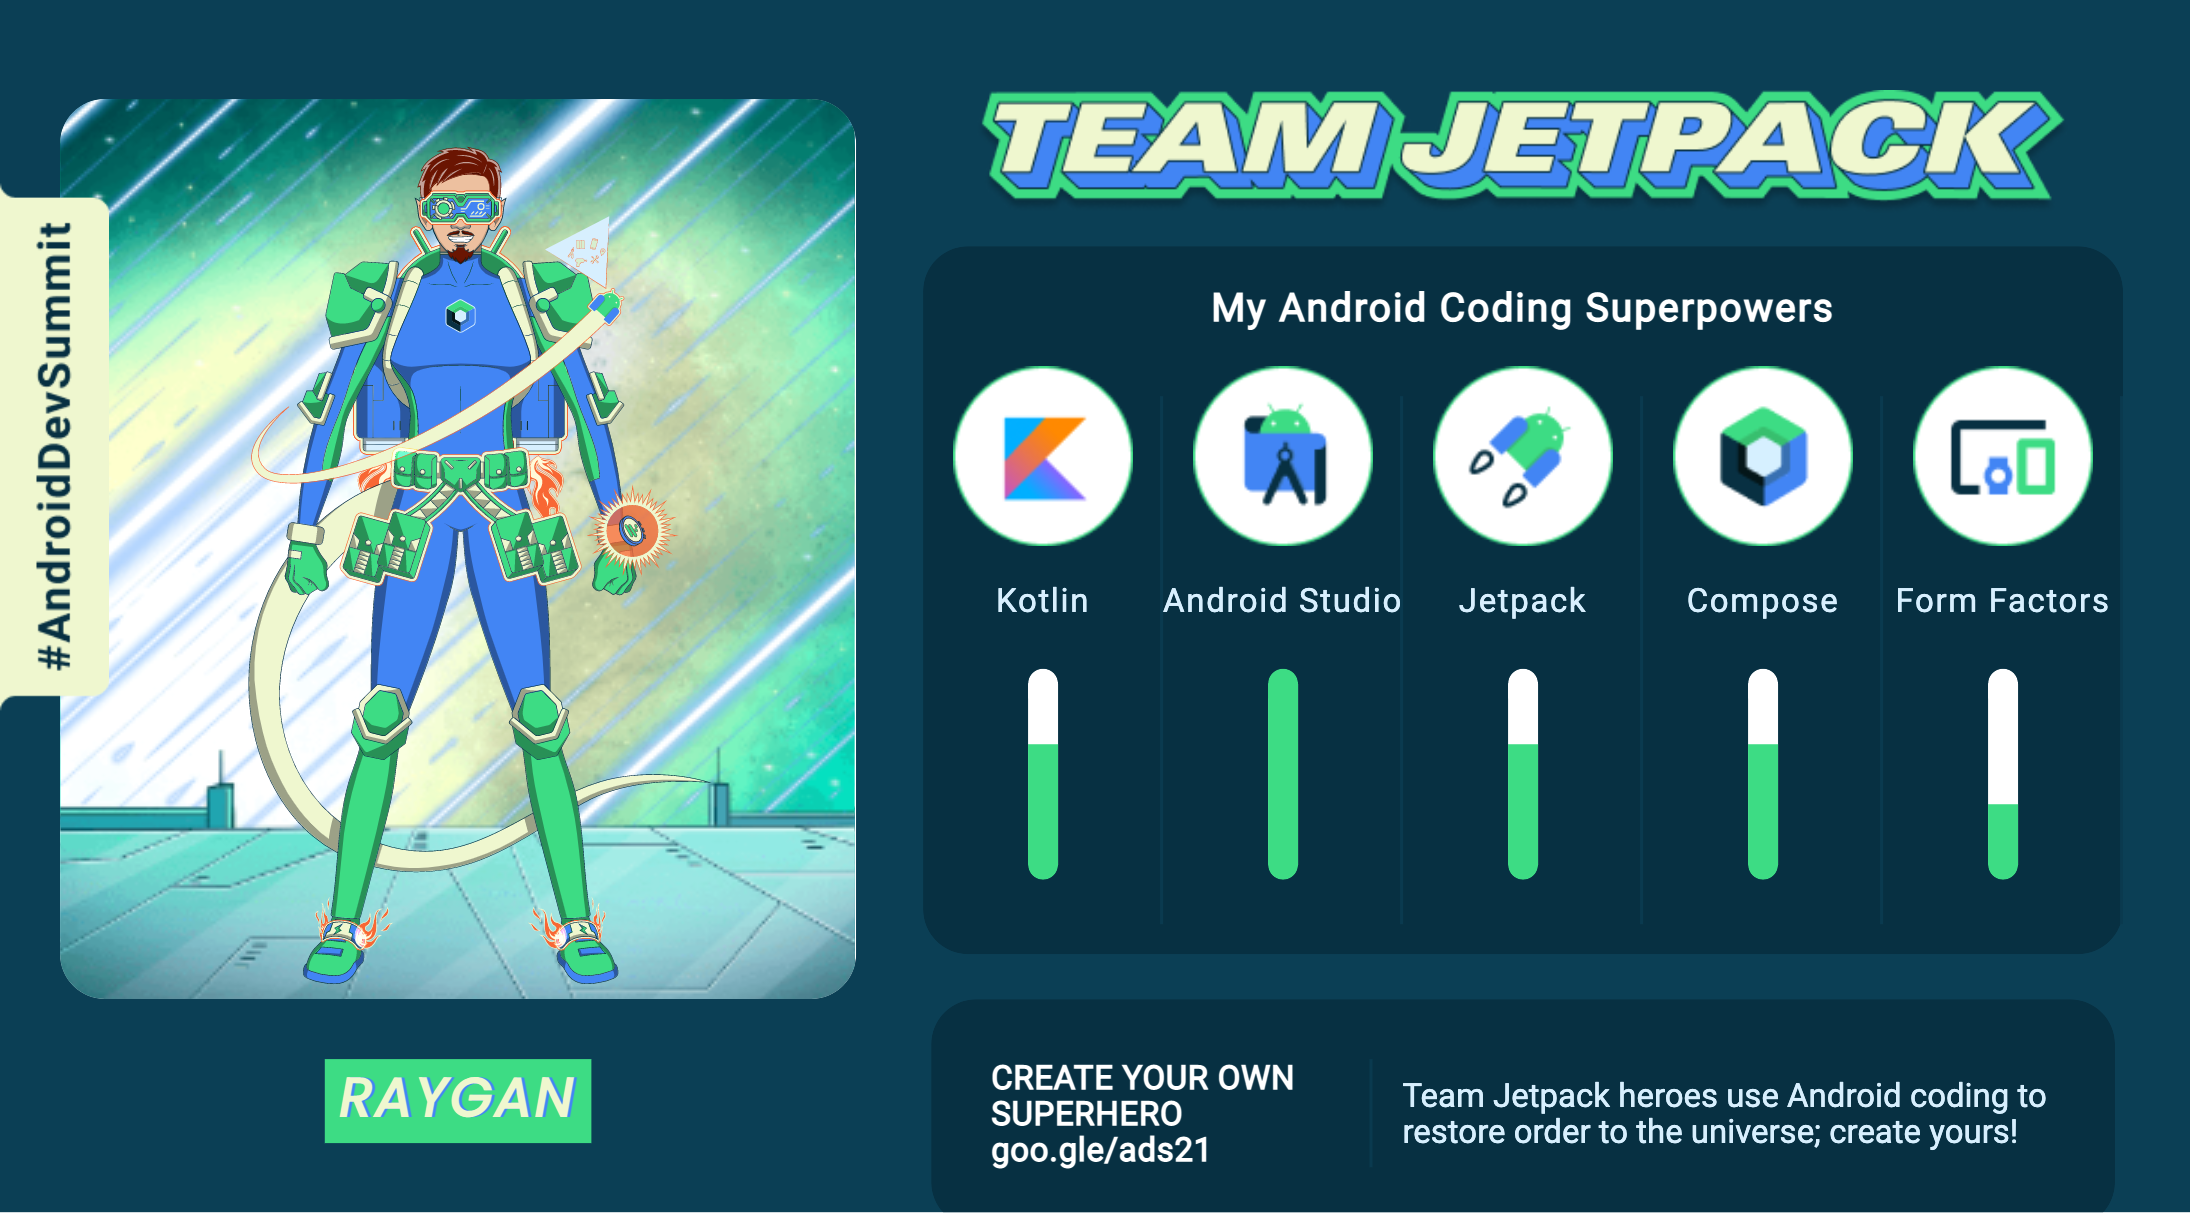 #AndroidDevSummit
RAYGAN
TEAM JETPACK
My Android Coding Superpowers
Kotlin
Android Studio
Jetpack
Compose
Form Factors
CREATE YOUR OWN
SUPERHERO
goo.gle/ads21
Team Jetpack heroes use Android coding to
restore order to the universe; create yours!